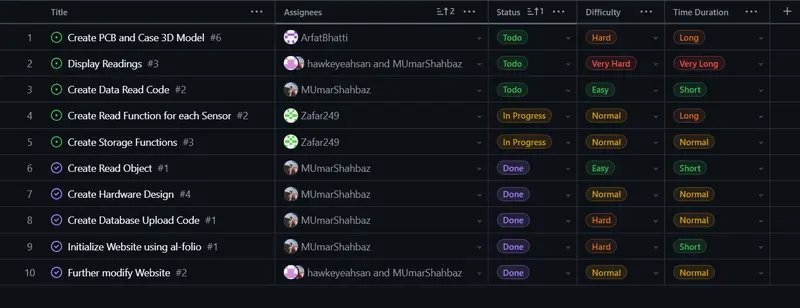 Title ... Assignees 2 ... Status 1 ... Difficulty ... Time Duration ... +
1 Create PCB and Case 3D Model #6 ArfatBhatti Todo Hard Long
2 Display Readings #3 hawkeyeahsan and MUmarShahbaz Todo Very Hard Very Long
3 Create Data Read Code #2 MUmarShahbaz Todo Easy Short
4 Create Read Function for each Sensor #2 Zafar249 In Progress Normal Long
5 Create Storage Functions #3 Zafar249 In Progress Normal Normal
6 Create Read Object #1 MUmarShahbaz Done Easy Short
7 Create Hardware Design #4 MUmarShahbaz Done Normal Normal
8 Create Database Upload Code #1 MUmarShahbaz Done Hard Normal
9 Initialize Website using al-folio #1 MUmarShahbaz Done Hard Short
10 Further modify Website #2 hawkeyeahsan and MUmarShahbaz Done Normal Normal